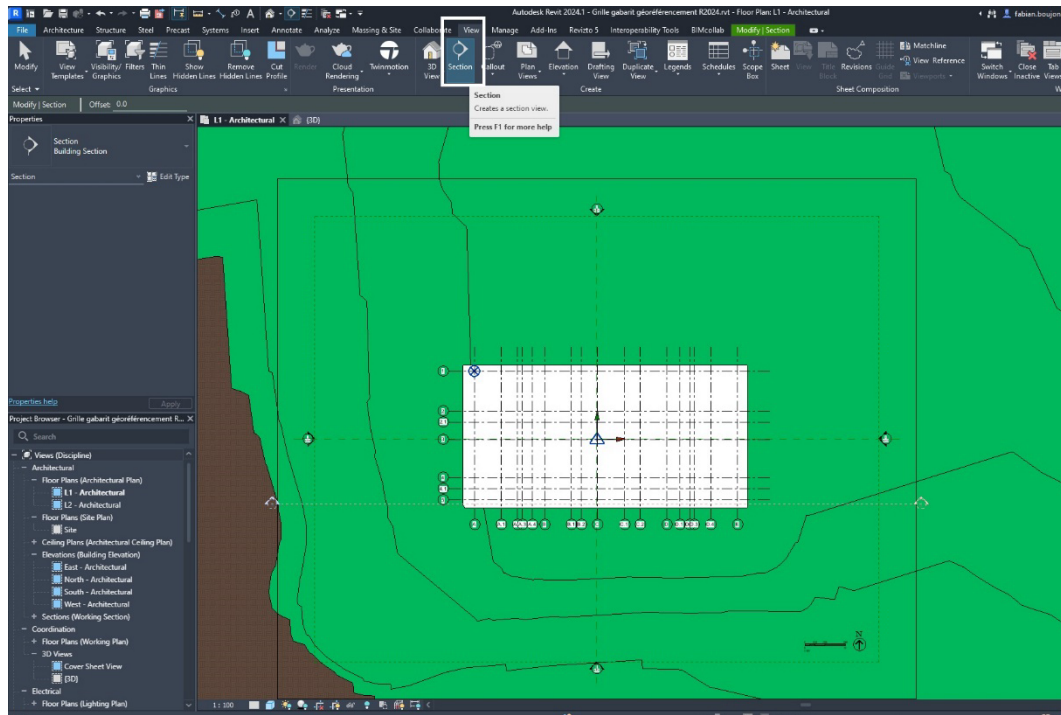 Autodesk Revit 2024.1 - Grille gabarit géoréférencement R2024.rvt - Floor Plan: L1 - Architectural
File Architecture Structure Steel Precast Systems Insert Annotate Analyze Massing & Site Collaborate View Manage Add-Ins Revizto 5 Interoperability Tools BIMcollab Modify | Section
Modify View Templates Visibility/ Graphics Filters Thin Lines Show Hidden Lines Remove Hidden Lines Cut Profile Render Cloud Rendering Twinmotion 3D View Section Callout Plan Views Elevation Drafting View Duplicate View Legends Schedules Scope Box Sheet View Title Block Revisions Guide Grid Matchline View Reference Viewports Switch Windows Close Inactive Tab Views
Select Graphics Presentation Create Sheet Composition
Modify | Section Offset: 0.0
Section
Creates a section view.
Press F1 for more help
Properties
L1 - Architectural
(3D)
Section
Building Section
Section Edit Type
Properties help Apply
Project Browser - Grille gabarit géoréférencement R...
Search
Views (Discipline)
Architectural
Floor Plans (Architectural Plan)
L1 - Architectural
L2 - Architectural
Floor Plans (Site Plan)
Site
Ceiling Plans (Architectural Ceiling Plan)
Elevations (Building Elevation)
East - Architectural
North - Architectural
South - Architectural
West - Architectural
Sections (Working Section)
Coordination
Floor Plans (Working Plan)
3D Views
Cover Sheet View
(3D)
Electrical
Floor Plans (Lighting Plan)
N
1 : 100